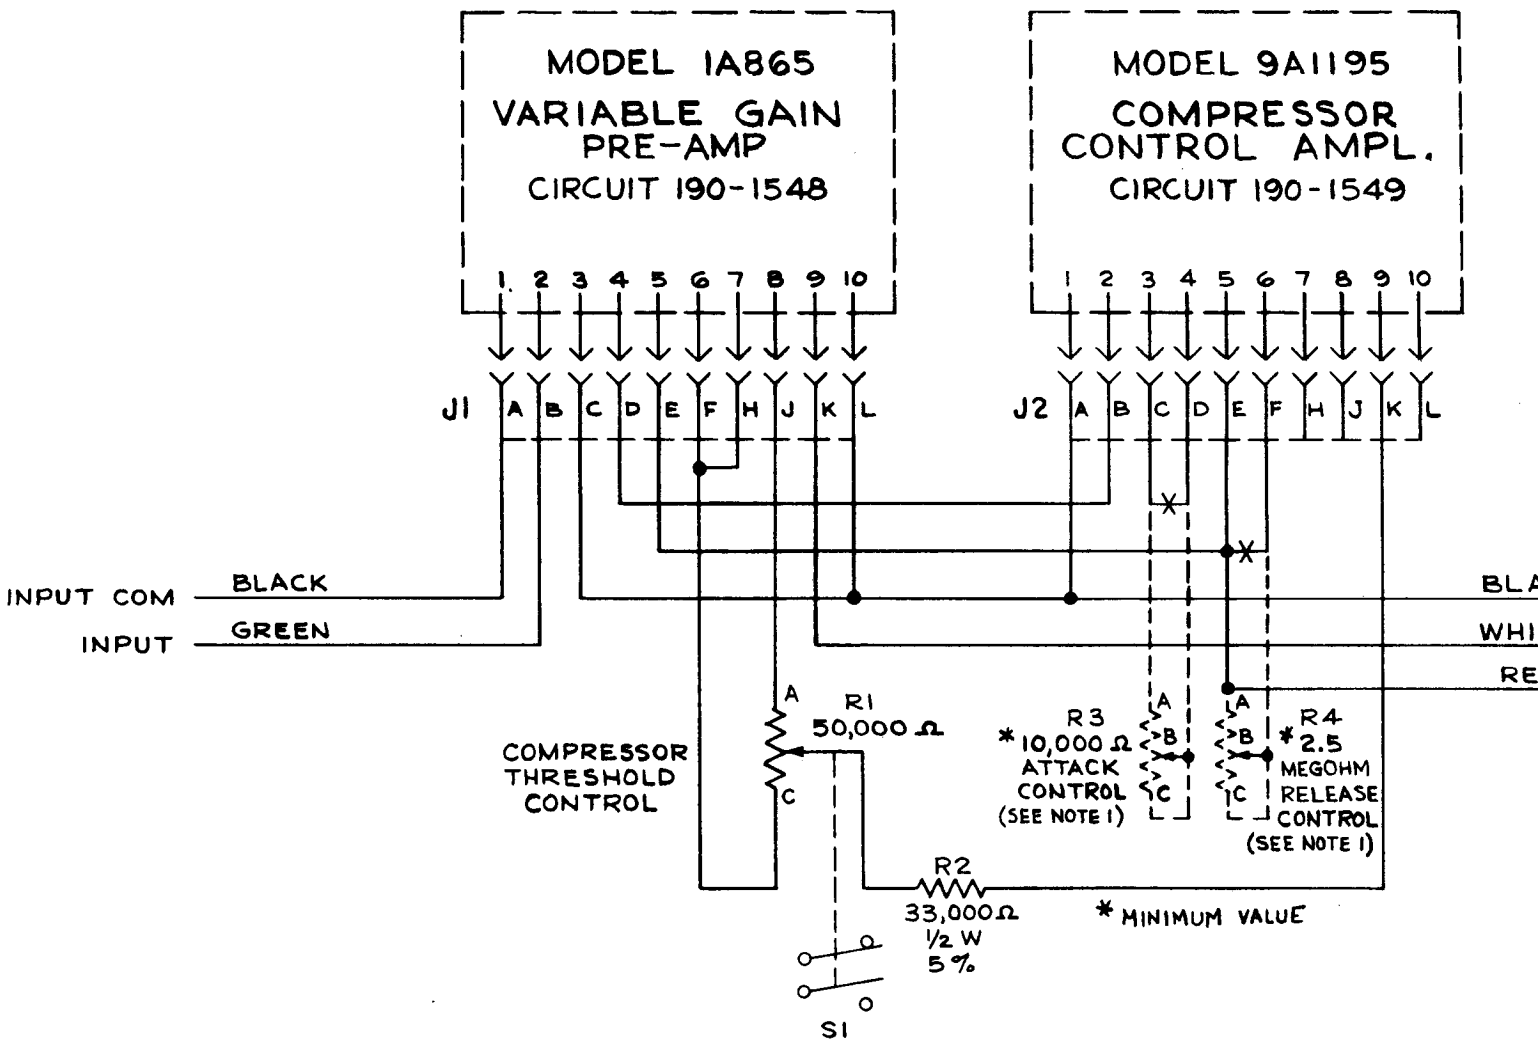 MODEL 1A865
VARIABLE GAIN
PRE-AMP
CIRCUIT 190-1548
1 2 3 4 5 6 7 8 9 10
J1 A B C D E F H J K L
MODEL 9A1195
COMPRESSOR
CONTROL AMPL.
CIRCUIT 190-1549
1 2 3 4 5 6 7 8 9 10
J2 A B C D E F H J K L
INPUT COM BLACK
INPUT GREEN
BLA
WHI
RE
COMPRESSOR
THRESHOLD
CONTROL
A
C
R1
50,000 Ω
R3
* 10,000 Ω
ATTACK
CONTROL
(SEE NOTE 1)
A
B
C
A
B
C
R4
* 2.5
MEGOHM
RELEASE
CONTROL
(SEE NOTE 1)
R2
33,000 Ω
1/2 W
5 %
* MINIMUM VALUE
S1